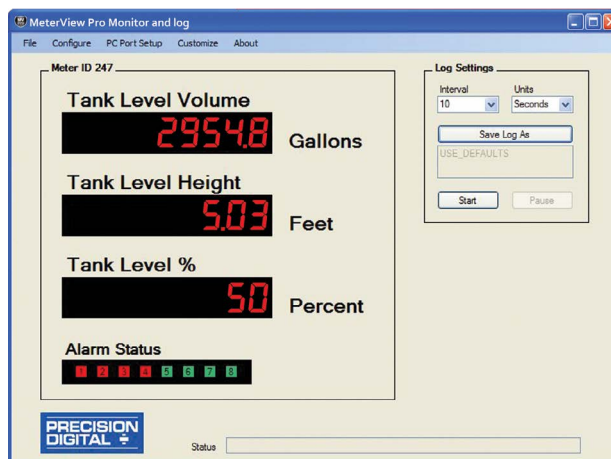 MeterView Pro Monitor and log
File Configure PC Port Setup Customize About
Meter ID 247
Tank Level Volume
2954.8 Gallons
Tank Level Height
5.03 Feet
Tank Level %
50 Percent
Alarm Status
1 2 3 4 5 6 7 8
Log Settings
Interval Units
10 Seconds
Save Log As
USE_DEFAULTS
Start Pause
PRECISION
DIGITAL
Status